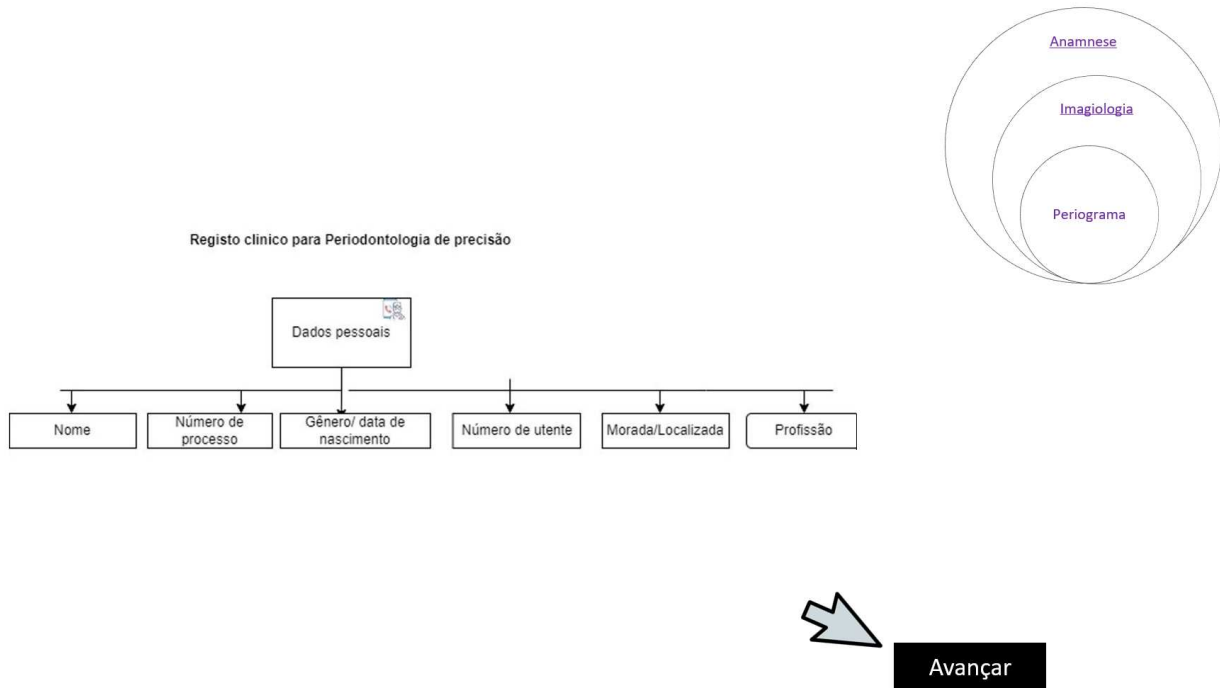 Anamnese
Imagiologia
Periograma
Registo clinico para Periodontologia de precisão
Dados pessoais
Nome
Número de
processo
Gênero/ data de
nascimento
Número de utente
Morada/Localizada
Profissão
Avançar